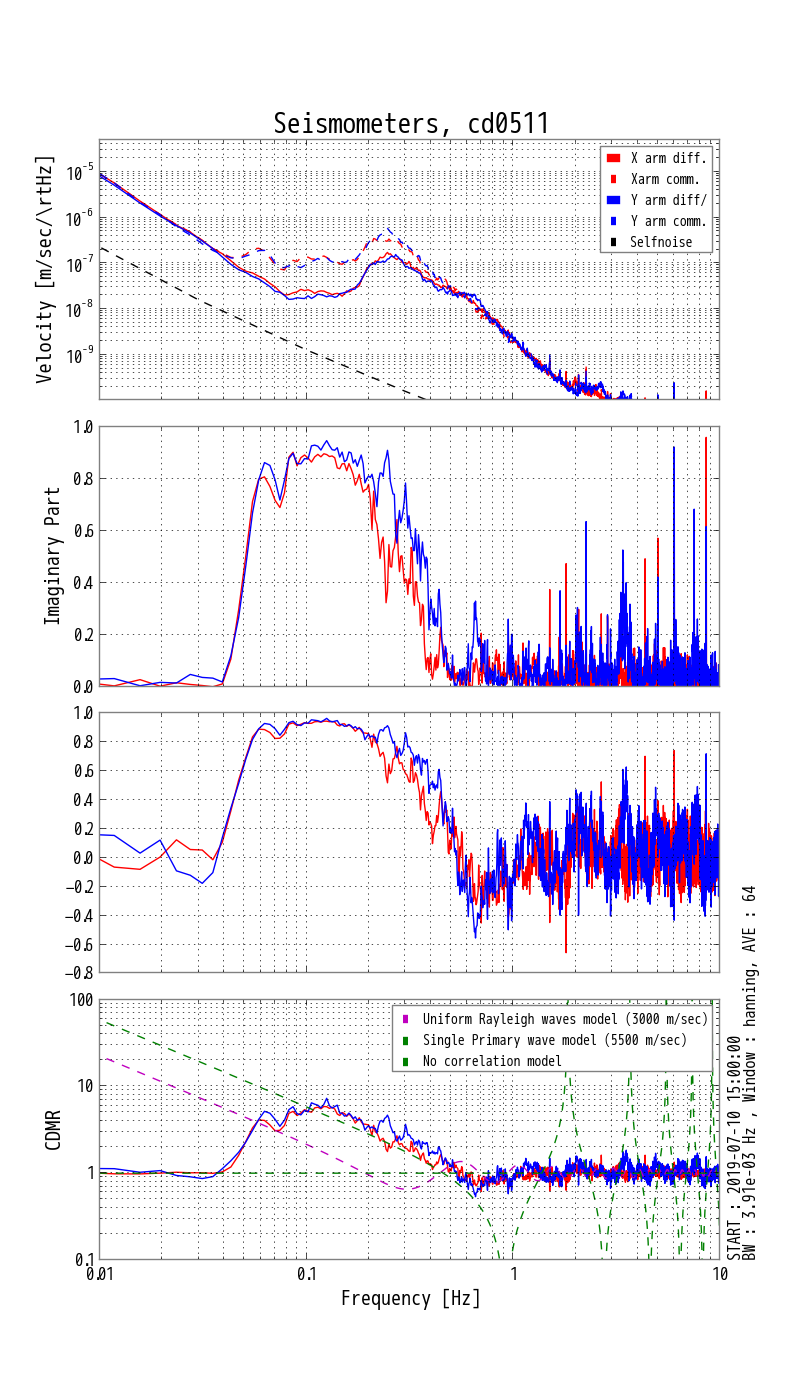 Seismometers, cd0511
Velocity [m/sec/\rtHz]
10-5
10-6
10-7
10-8
10-9
X arm diff.
Xarm comm.
Y arm diff/
Y arm comm.
Selfnoise
Imaginary Part
1.0
0.8
0.6
0.4
0.2
0.0
1.0
0.8
0.6
0.4
0.2
0.0
−0.2
−0.4
−0.6
−0.8
CDMR
100
10
1
0.1
Uniform Rayleigh waves model (3000 m/sec)
Single Primary wave model (5500 m/sec)
No correlation model
0.01
0.1
1
10
Frequency [Hz]
START : 2019-07-10 15:00:00
BW : 3.91e-03 Hz , Window : hanning, AVE : 64